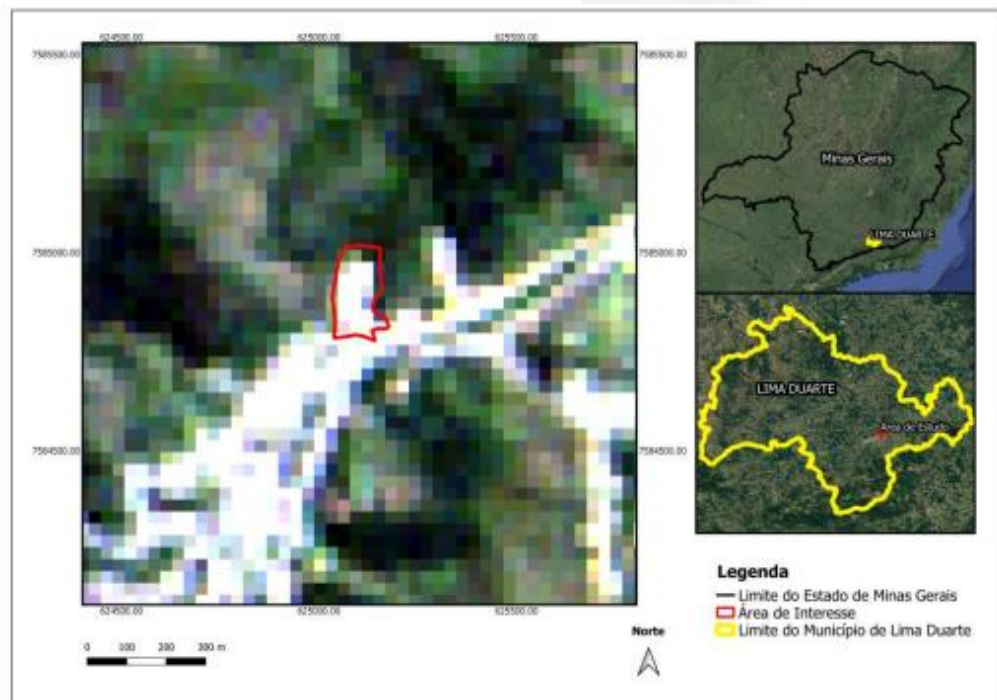 624500.00 625000.00 625500.00
7585500.00 7585500.00
7585000.00 7585000.00
7584500.00 7584500.00
624500.00 625000.00 625500.00
0 100 200 300 m
Norte
Minas Gerais
LIMA DUARTE
LIMA DUARTE
Área de Estudo
Legenda
Limite do Estado de Minas Gerais
Área de Interesse
Limite do Município de Lima Duarte